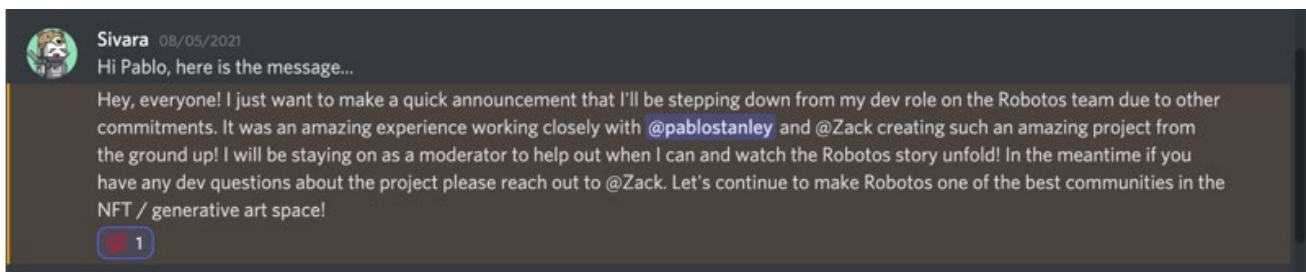 Sivara 08/05/2021
Hi Pablo, here is the message...
Hey, everyone! I just want to make a quick announcement that I'll be stepping down from my dev role on the Robotos team due to other
commitments. It was an amazing experience working closely with @pablostanley and @Zack creating such an amazing project from
the ground up! I will be staying on as a moderator to help out when I can and watch the Robotos story unfold! In the meantime if you
have any dev questions about the project please reach out to @Zack. Let's continue to make Robotos one of the best communities in the
NFT / generative art space!
1